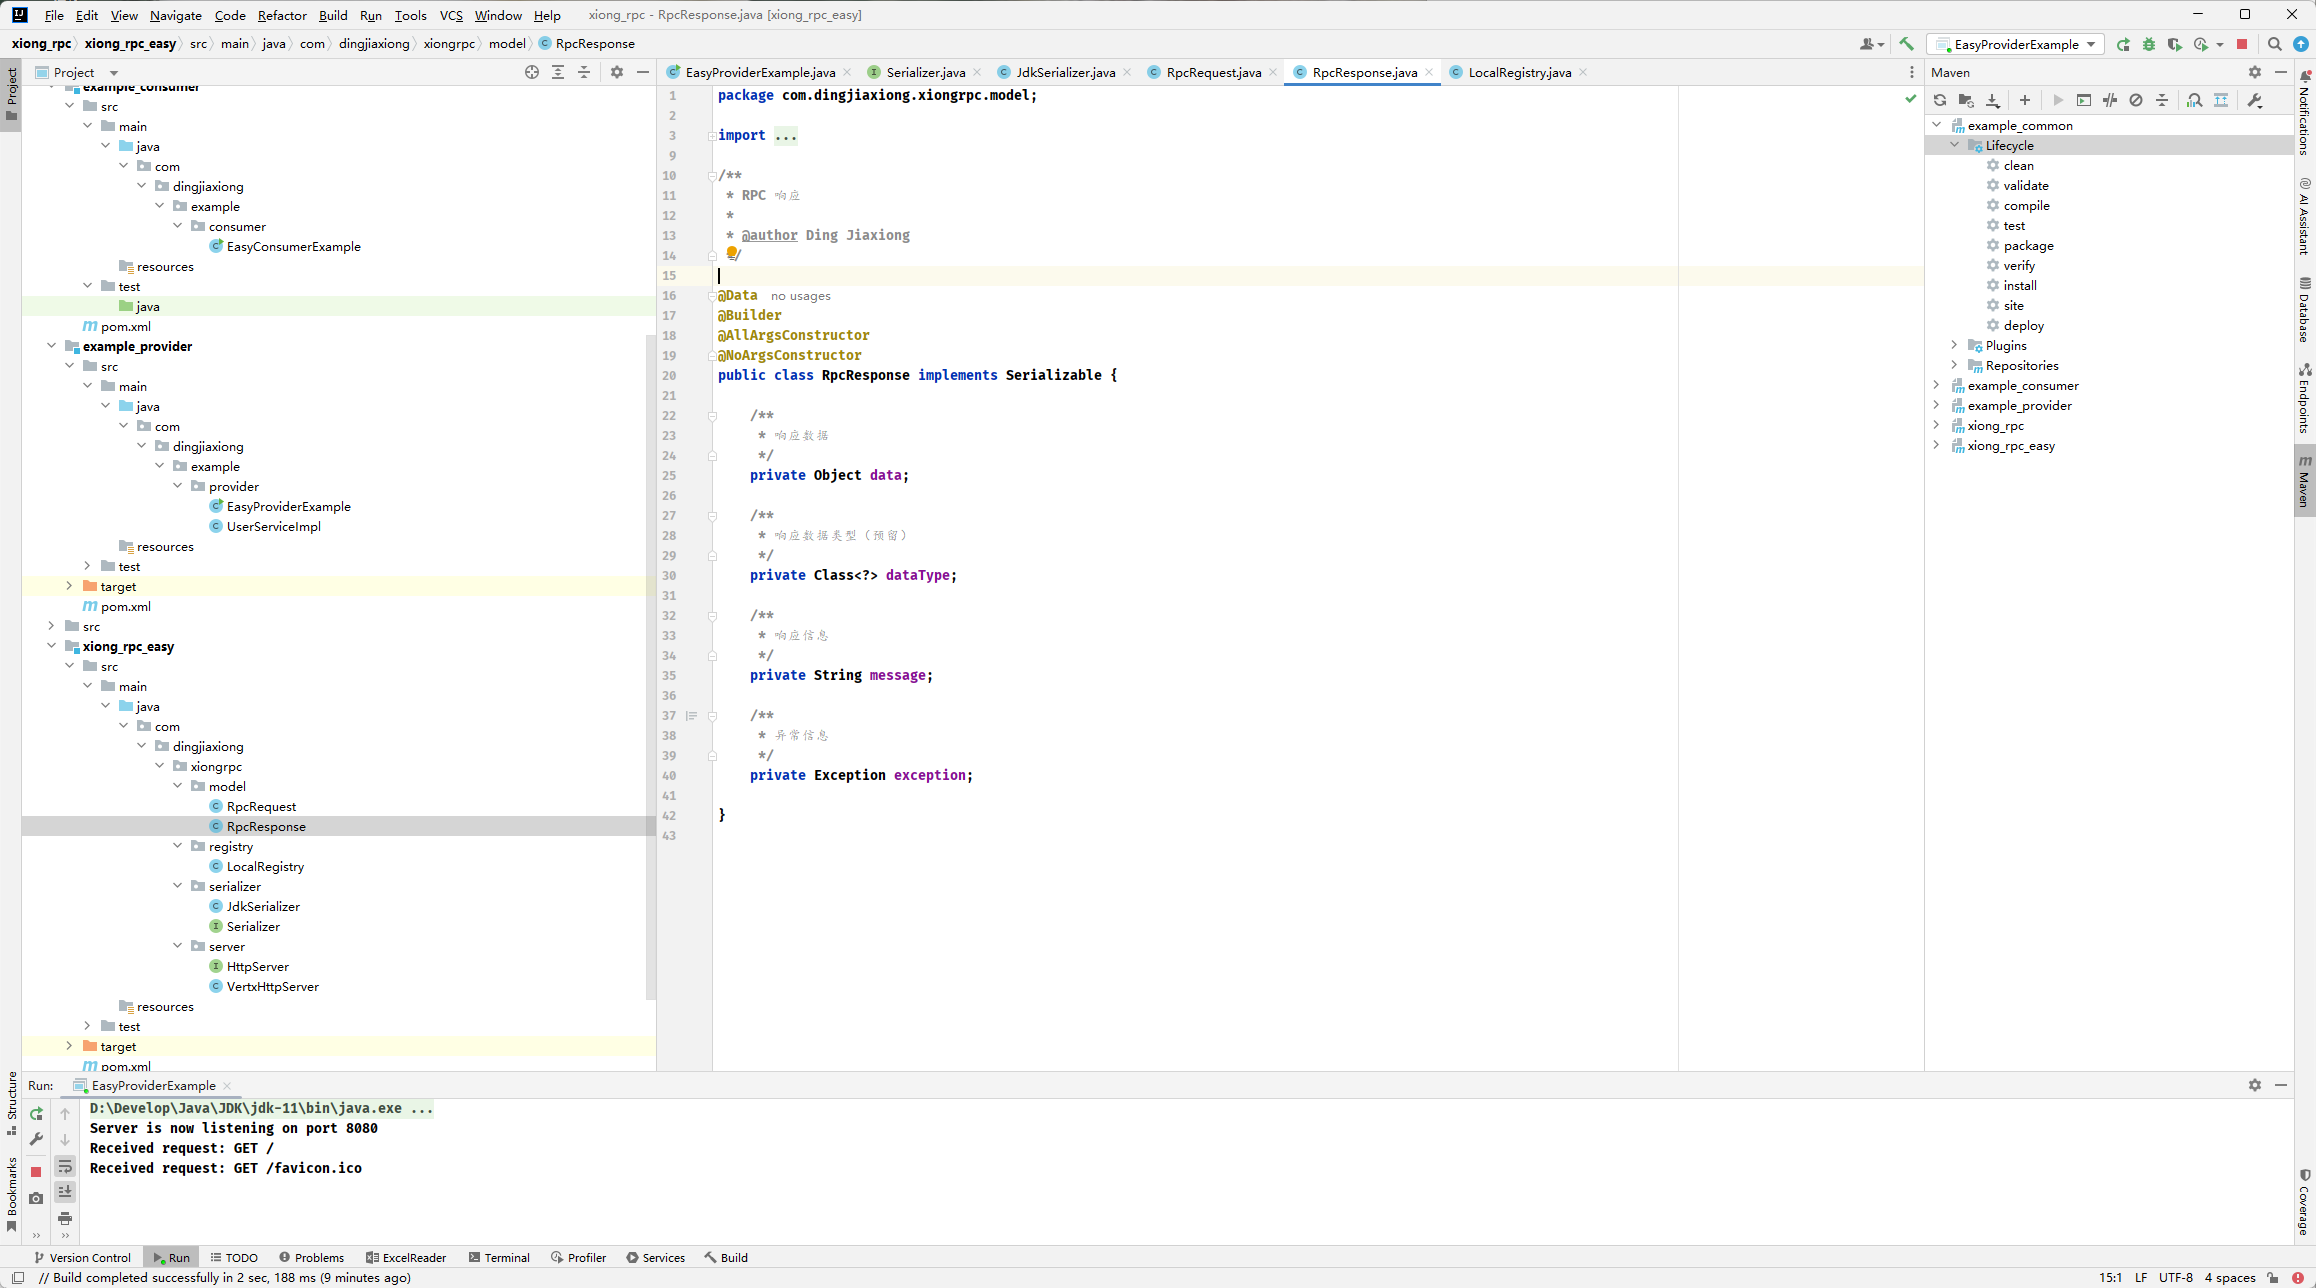 File Edit View Navigate Code Refactor Build Run Tools VCS Window Help xiong_rpc - RpcResponse.java [xiong_rpc_easy]
xiong_rpc xiong_rpc_easy src main java com dingjiaxiong xiongrpc model RpcResponse
EasyProviderExample
Project
EasyProviderExample.java Serializer.java JdkSerializer.java RpcRequest.java RpcResponse.java LocalRegistry.java
Maven
Project
example_consumer
src
main
java
com
dingjiaxiong
example
consumer
EasyConsumerExample
resources
test
java
pom.xml
example_provider
src
main
java
com
dingjiaxiong
example
provider
EasyProviderExample
UserServiceImpl
resources
test
target
pom.xml
src
xiong_rpc_easy
src
main
java
com
dingjiaxiong
xiongrpc
model
RpcRequest
RpcResponse
registry
LocalRegistry
serializer
JdkSerializer
Serializer
server
HttpServer
VertxHttpServer
resources
test
target
pom.xml
1 package com.dingjiaxiong.xiongrpc.model;
2
3 import ...
9
10 /**
11 * RPC 响应
12 *
13 * @author Ding Jiaxiong
14 */
15
16 @Data no usages
17 @Builder
18 @AllArgsConstructor
19 @NoArgsConstructor
20 public class RpcResponse implements Serializable {
21
22 /**
23 * 响应数据
24 */
25 private Object data;
26
27 /**
28 * 响应数据类型（预留）
29 */
30 private Class<?> dataType;
31
32 /**
33 * 响应信息
34 */
35 private String message;
36
37 /**
38 * 异常信息
39 */
40 private Exception exception;
41
42 }
43
example_common
Lifecycle
clean
validate
compile
test
package
verify
install
site
deploy
Plugins
Repositories
example_consumer
example_provider
xiong_rpc
xiong_rpc_easy
Notifications
AI Assistant
Database
Endpoints
Maven
Coverage
Structure
Bookmarks
Run: EasyProviderExample
D:\Develop\Java\JDK\jdk-11\bin\java.exe ...
Server is now listening on port 8080
Received request: GET /
Received request: GET /favicon.ico
Version Control Run TODO Problems ExcelReader Terminal Profiler Services Build
// Build completed successfully in 2 sec, 188 ms (9 minutes ago)
15:1 LF UTF-8 4 spaces